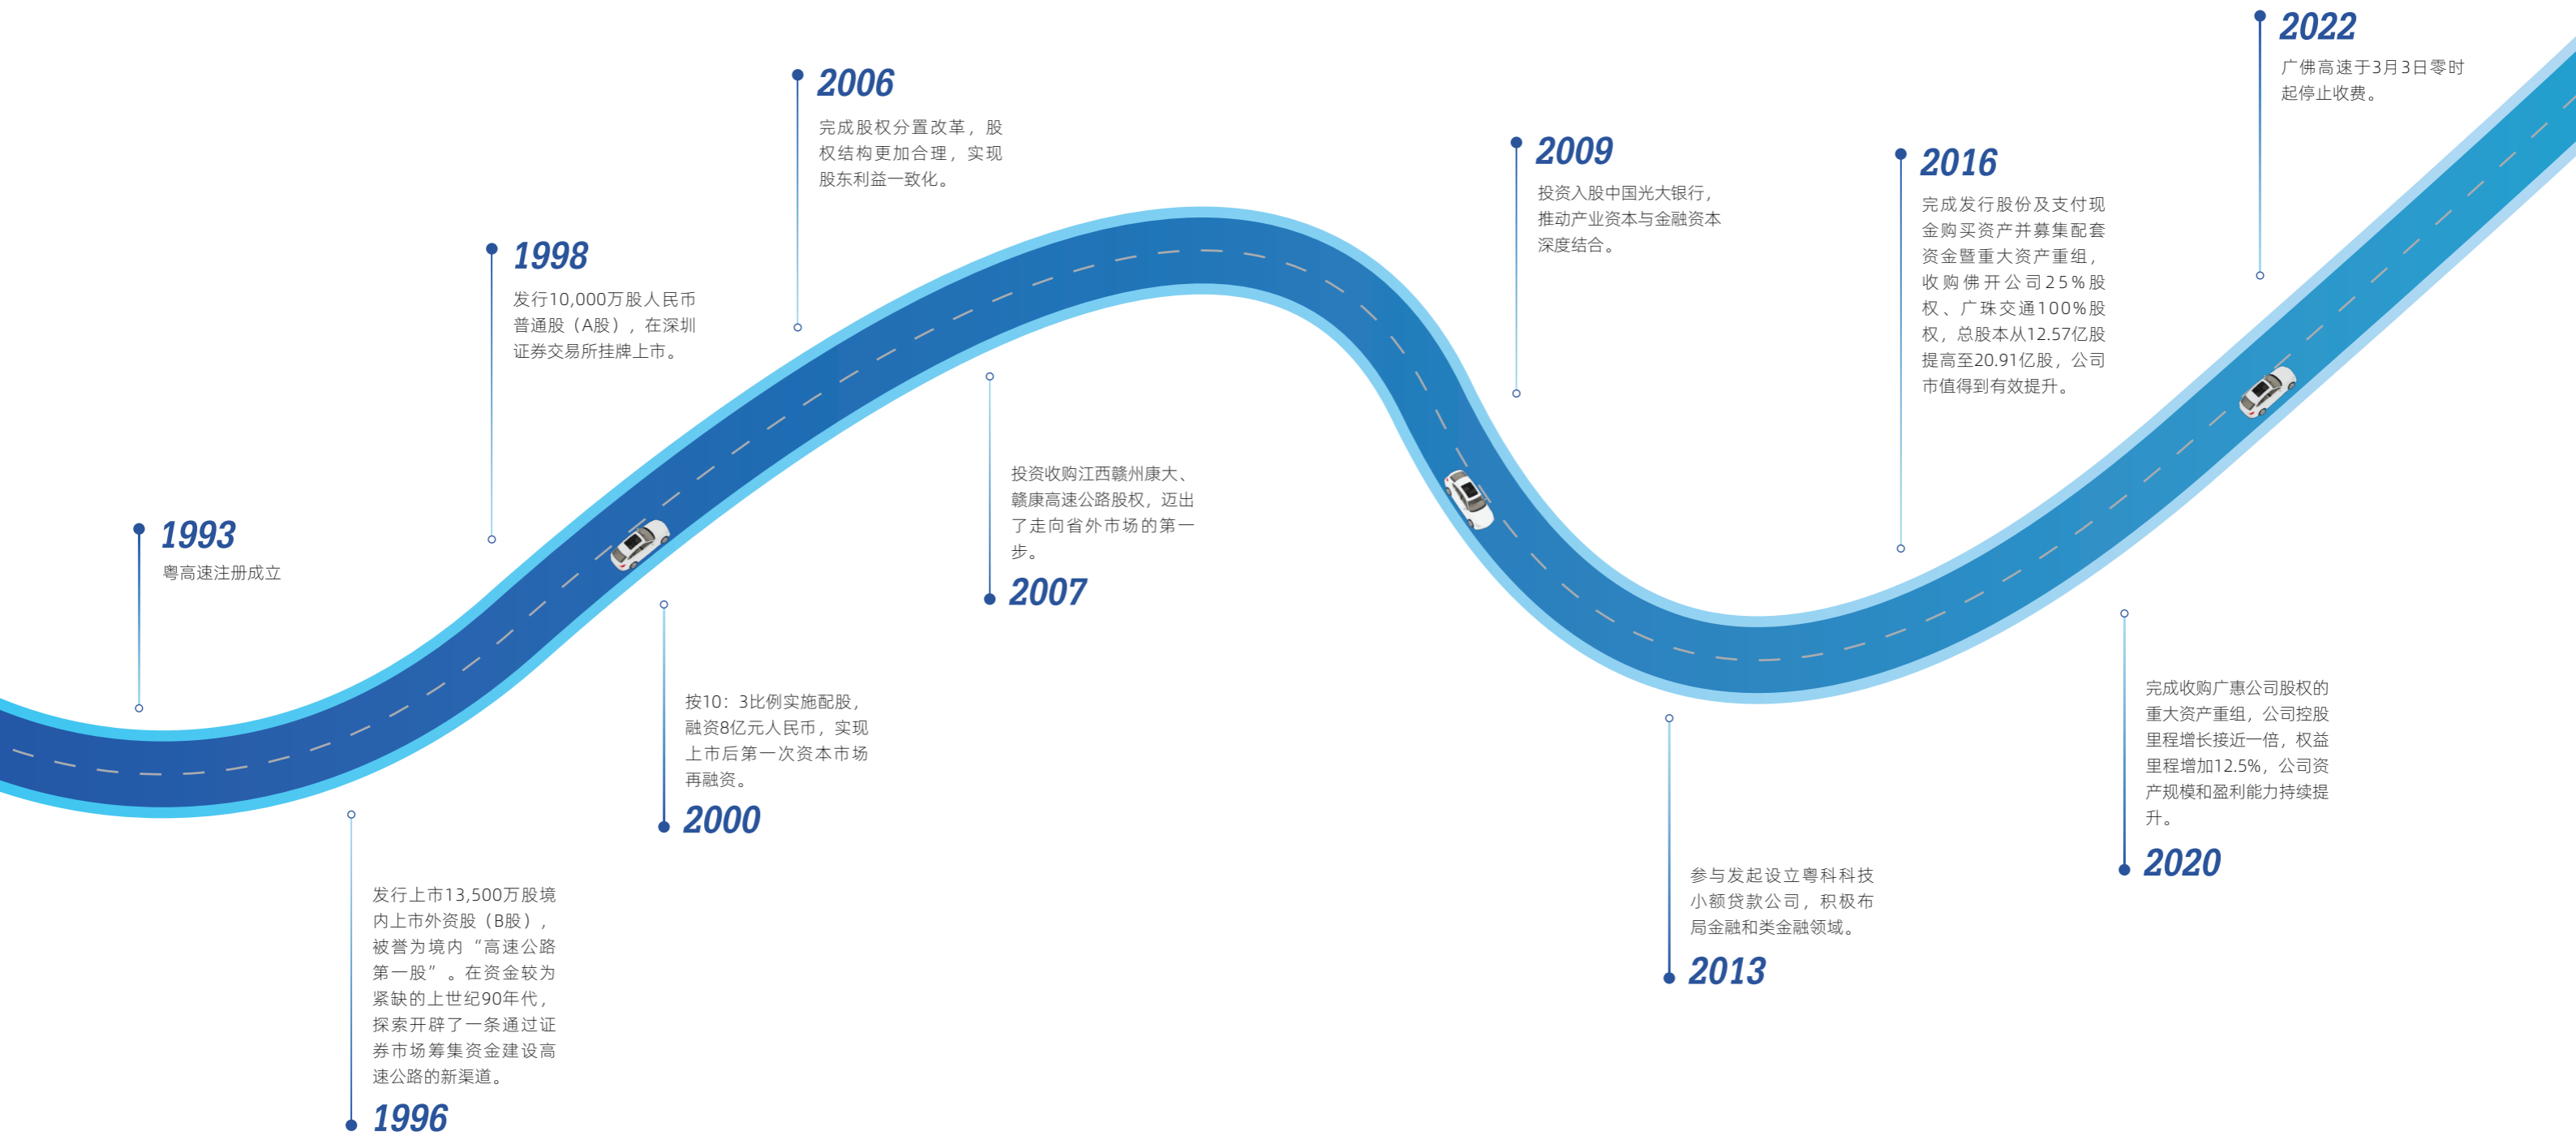 1993
粤高速注册成立
发行上市13,500万股境
内上市外资股（B股），
被誉为境内“高速公路
第一股”。在资金较为
紧缺的上世纪90年代，
探索开辟了一条通过证
券市场筹集资金建设高
速公路的新渠道。
1996
1998
发行10,000万股人民币
普通股（A股），在深圳
证券交易所挂牌上市。
按10：3比例实施配股，
融资8亿元人民币，实现
上市后第一次资本市场
再融资。
2000
2006
完成股权分置改革，股
权结构更加合理，实现
股东利益一致化。
投资收购江西赣州康大、
赣康高速公路股权，迈出
了走向省外市场的第一
步。
2007
2009
投资入股中国光大银行，
推动产业资本与金融资本
深度结合。
参与发起设立粤科科技
小额贷款公司，积极布
局金融和类金融领域。
2013
2016
完成发行股份及支付现
金购买资产并募集配套
资金暨重大资产重组，
收购佛开公司25%股
权、广珠交通100%股
权，总股本从12.57亿股
提高至20.91亿股，公司
市值得到有效提升。
完成收购广惠公司股权的
重大资产重组，公司控股
里程增长接近一倍，权益
里程增加12.5%，公司资
产规模和盈利能力持续提
升。
2020
2022
广佛高速于3月3日零时
起停止收费。